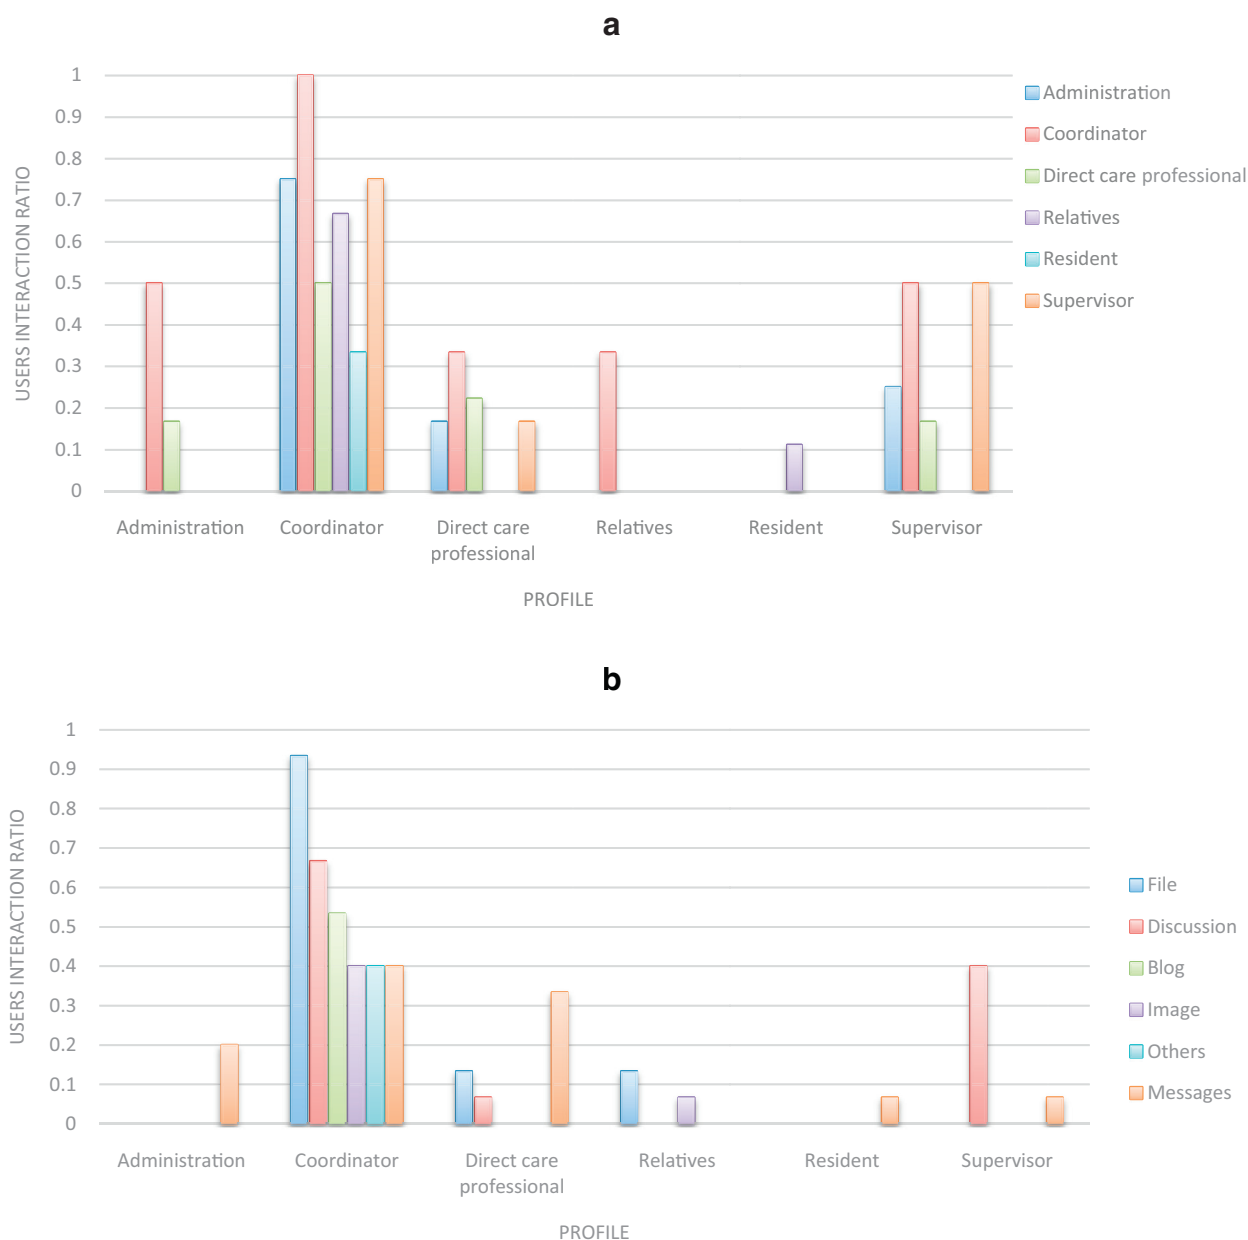 a
1
0.9
0.8
0.7
0.6
0.5
0.4
0.3
0.2
0.1
0
USERS INTERACTION RATIO
Administration
Coordinator
Direct care
professional
Relatives
Resident
Supervisor
PROFILE
Administration
Coordinator
Direct care professional
Relatives
Resident
Supervisor
b
1
0.9
0.8
0.7
0.6
0.5
0.4
0.3
0.2
0.1
0
USERS INTERACTION RATIO
Administration
Coordinator
Direct care
professional
Relatives
Resident
Supervisor
PROFILE
File
Discussion
Blog
Image
Others
Messages